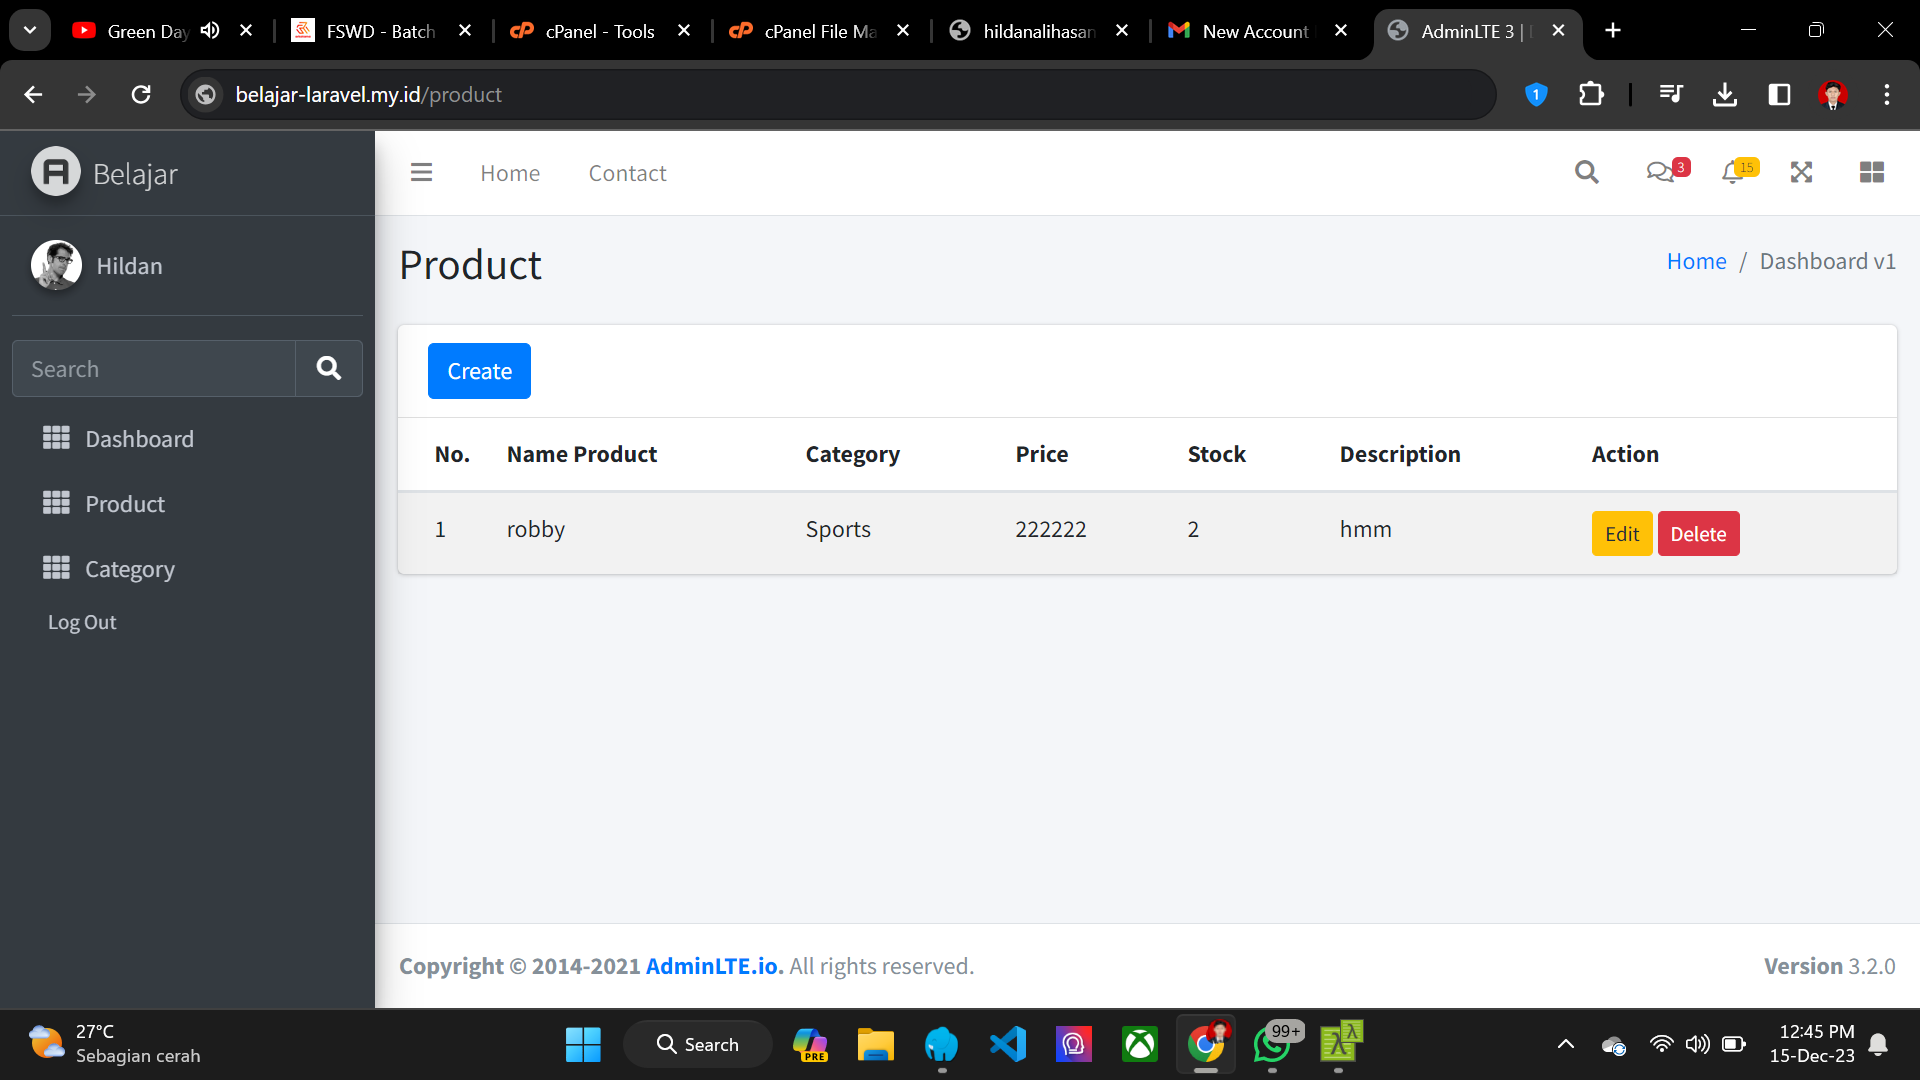 Green Day
FSWD - Batch
cPanel - Tools
cPanel File Ma
hildanalihasan
New Account
AdminLTE 3 |
belajar-laravel.my.id/product
1
Belajar
Home
Contact
3
15
Hildan
Product
Home / Dashboard v1
Search
Create
Dashboard
Product
Category
Log Out
No. Name Product Category Price Stock Description Action
1 robby Sports 222222 2 hmm Edit Delete
Copyright © 2014-2021 AdminLTE.io. All rights reserved.
Version 3.2.0
27°C
Sebagian cerah
Search
PRE
99+
12:45 PM
15-Dec-23